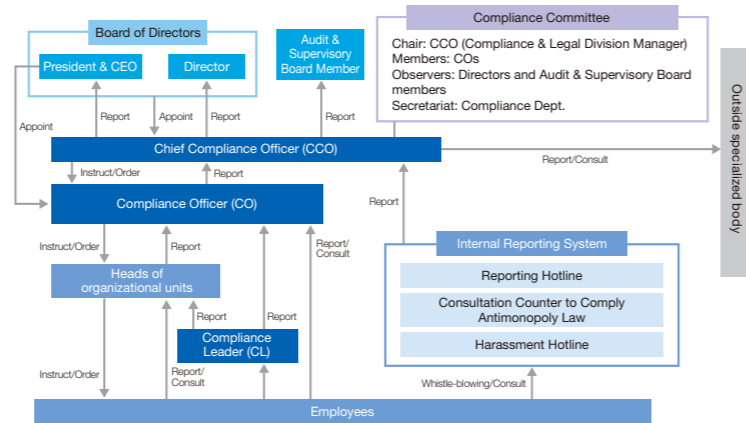 Compliance Committee
Chair: CCO (Compliance & Legal Division Manager)
Members: COs
Observers: Directors and Audit & Supervisory Board
members
Secretariat: Compliance Dept.
Board of Directors
President & CEO
Director
Audit &
Supervisory
Board Member
Outside specialized body
Appoint
Report
Appoint
Report
Report
Chief Compliance Officer (CCO)
Report/Consult
Instruct/Order
Report
Compliance Officer (CO)
Report
Instruct/Order
Report
Report/
Consult
Internal Reporting System
Heads of
organizational units
Reporting Hotline
Consultation Counter to Comply
Antimonopoly Law
Harassment Hotline
Report
Report
Compliance
Leader (CL)
Instruct/Order
Report/
Consult
Whistle-blowing/Consult
Employees